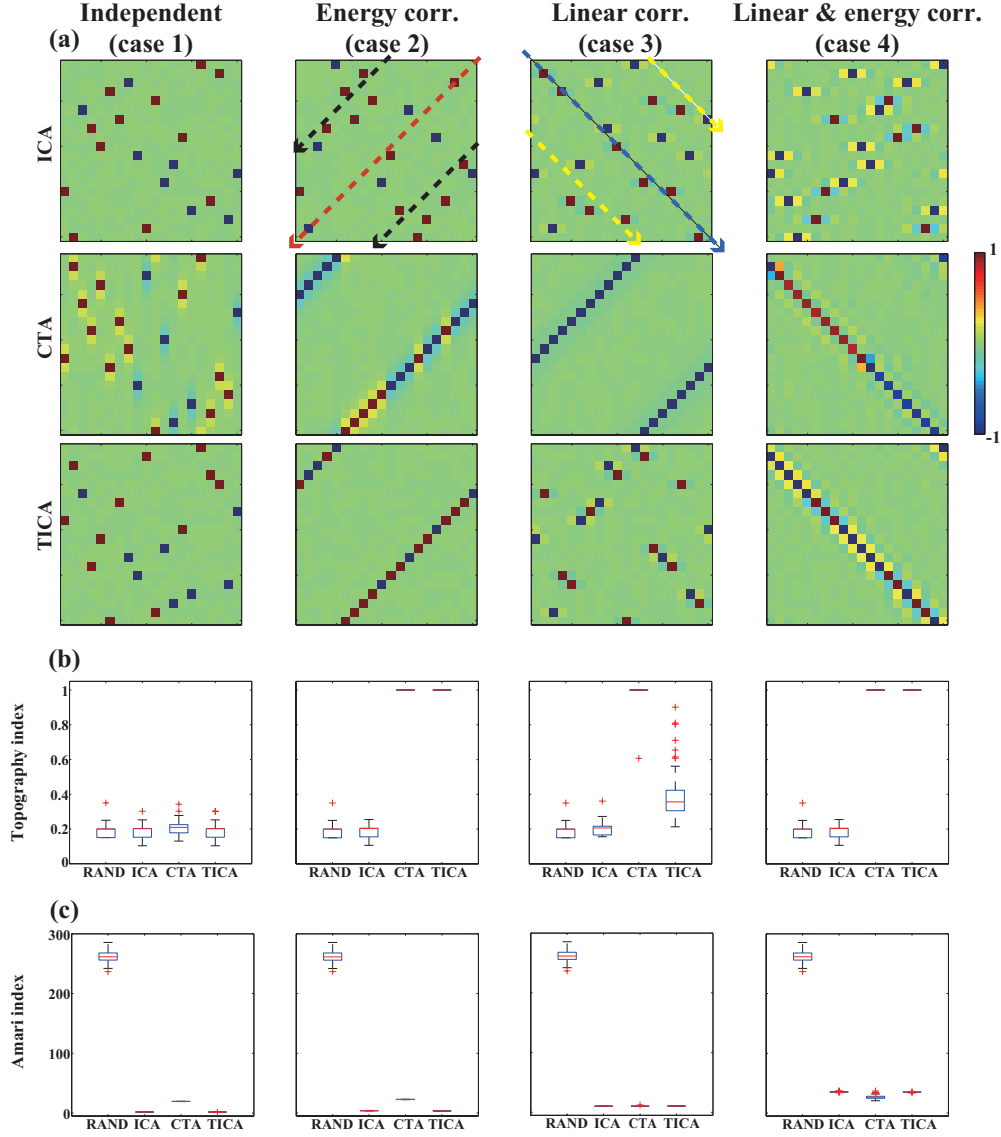 Independent (case 1)
Energy corr. (case 2)
Linear corr. (case 3)
Linear & energy corr. (case 4)
(a)
ICA
CTA
TICA
1
-1
(b)
Topography index
1
0.8
0.6
0.4
0.2
0
RAND ICA CTA TICA
RAND ICA CTA TICA
RAND ICA CTA TICA
RAND ICA CTA TICA
(c)
Amari index
300
200
100
0
RAND ICA CTA TICA
RAND ICA CTA TICA
RAND ICA CTA TICA
RAND ICA CTA TICA